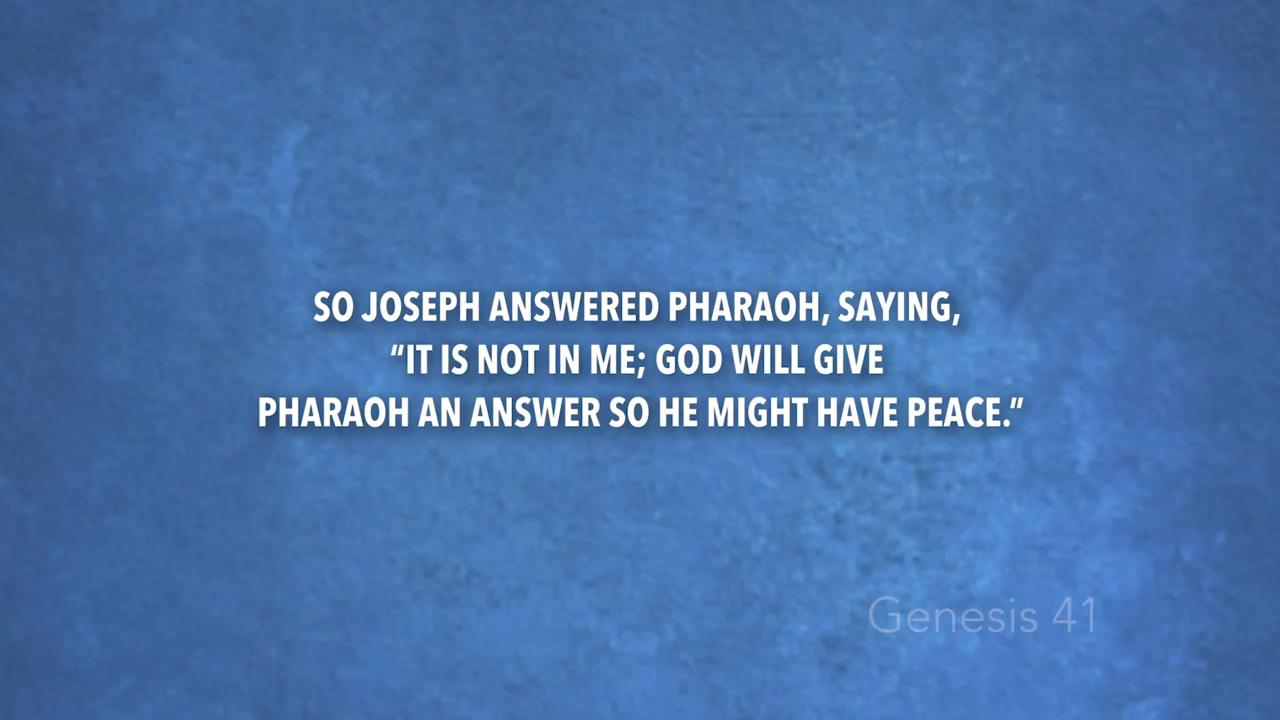 SO JOSEPH ANSWERED PHARAOH, SAYING,
“IT IS NOT IN ME; GOD WILL GIVE
PHARAOH AN ANSWER SO HE MIGHT HAVE PEACE.”
Genesis 41